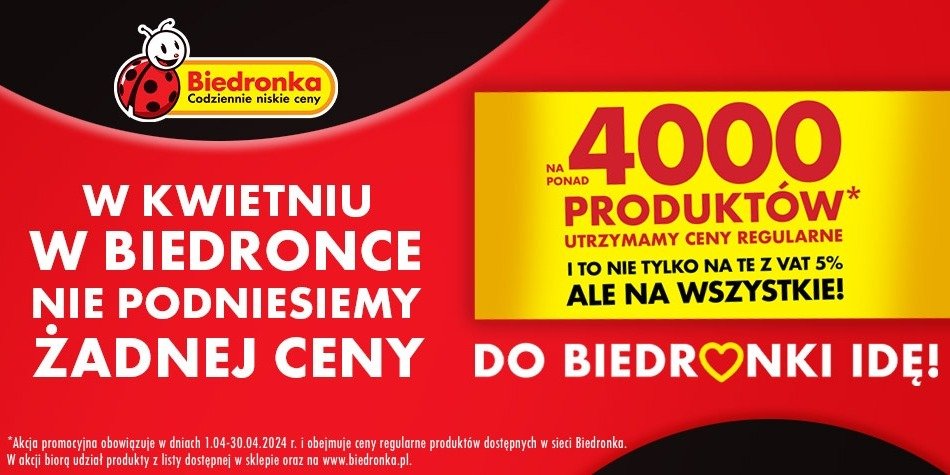 Biedronka
Codziennie niskie ceny
W KWIETNIU
W BIEDRONCE
NIE PODNIESIEMY
ŻADNEJ CENY
NA PONAD 4000
PRODUKTÓW*
UTRZYMAMY CENY REGULARNE
I TO NIE TYLKO NA TE Z VAT 5%
ALE NA WSZYSTKIE!
DO BIEDRONKI IDĘ!
*Akcja promocyjna obowiązuje w dniach 1.04-30.04.2024 r. i obejmuje ceny regularne produktów dostępnych w sieci Biedronka.
W akcji biorą udział produkty z listy dostępnej w sklepie oraz na www.biedronka.pl.